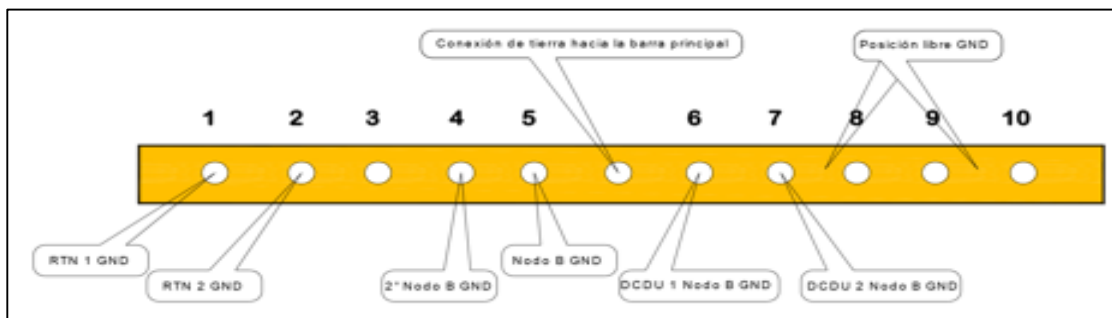 Conexión de tierra hacia la barra principal
Posición libre GND
1 2 3 4 5 6 7 8 9 10
RTN 1 GND
RTN 2 GND
2" Nodo B GND
Nodo B GND
DCDU 1 Nodo B GND
DCDU 2 Nodo B GND